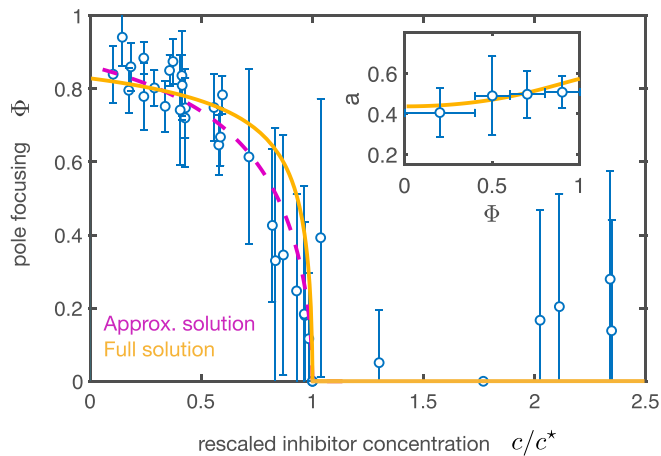 1
0.8
0.6
0.4
0.2
0
pole focusing Φ
0.6
0.4
0.2
a
0 0.5 1
Φ
Approx. solution
Full solution
0 0.5 1 1.5 2 2.5
rescaled inhibitor concentration c/c⋆